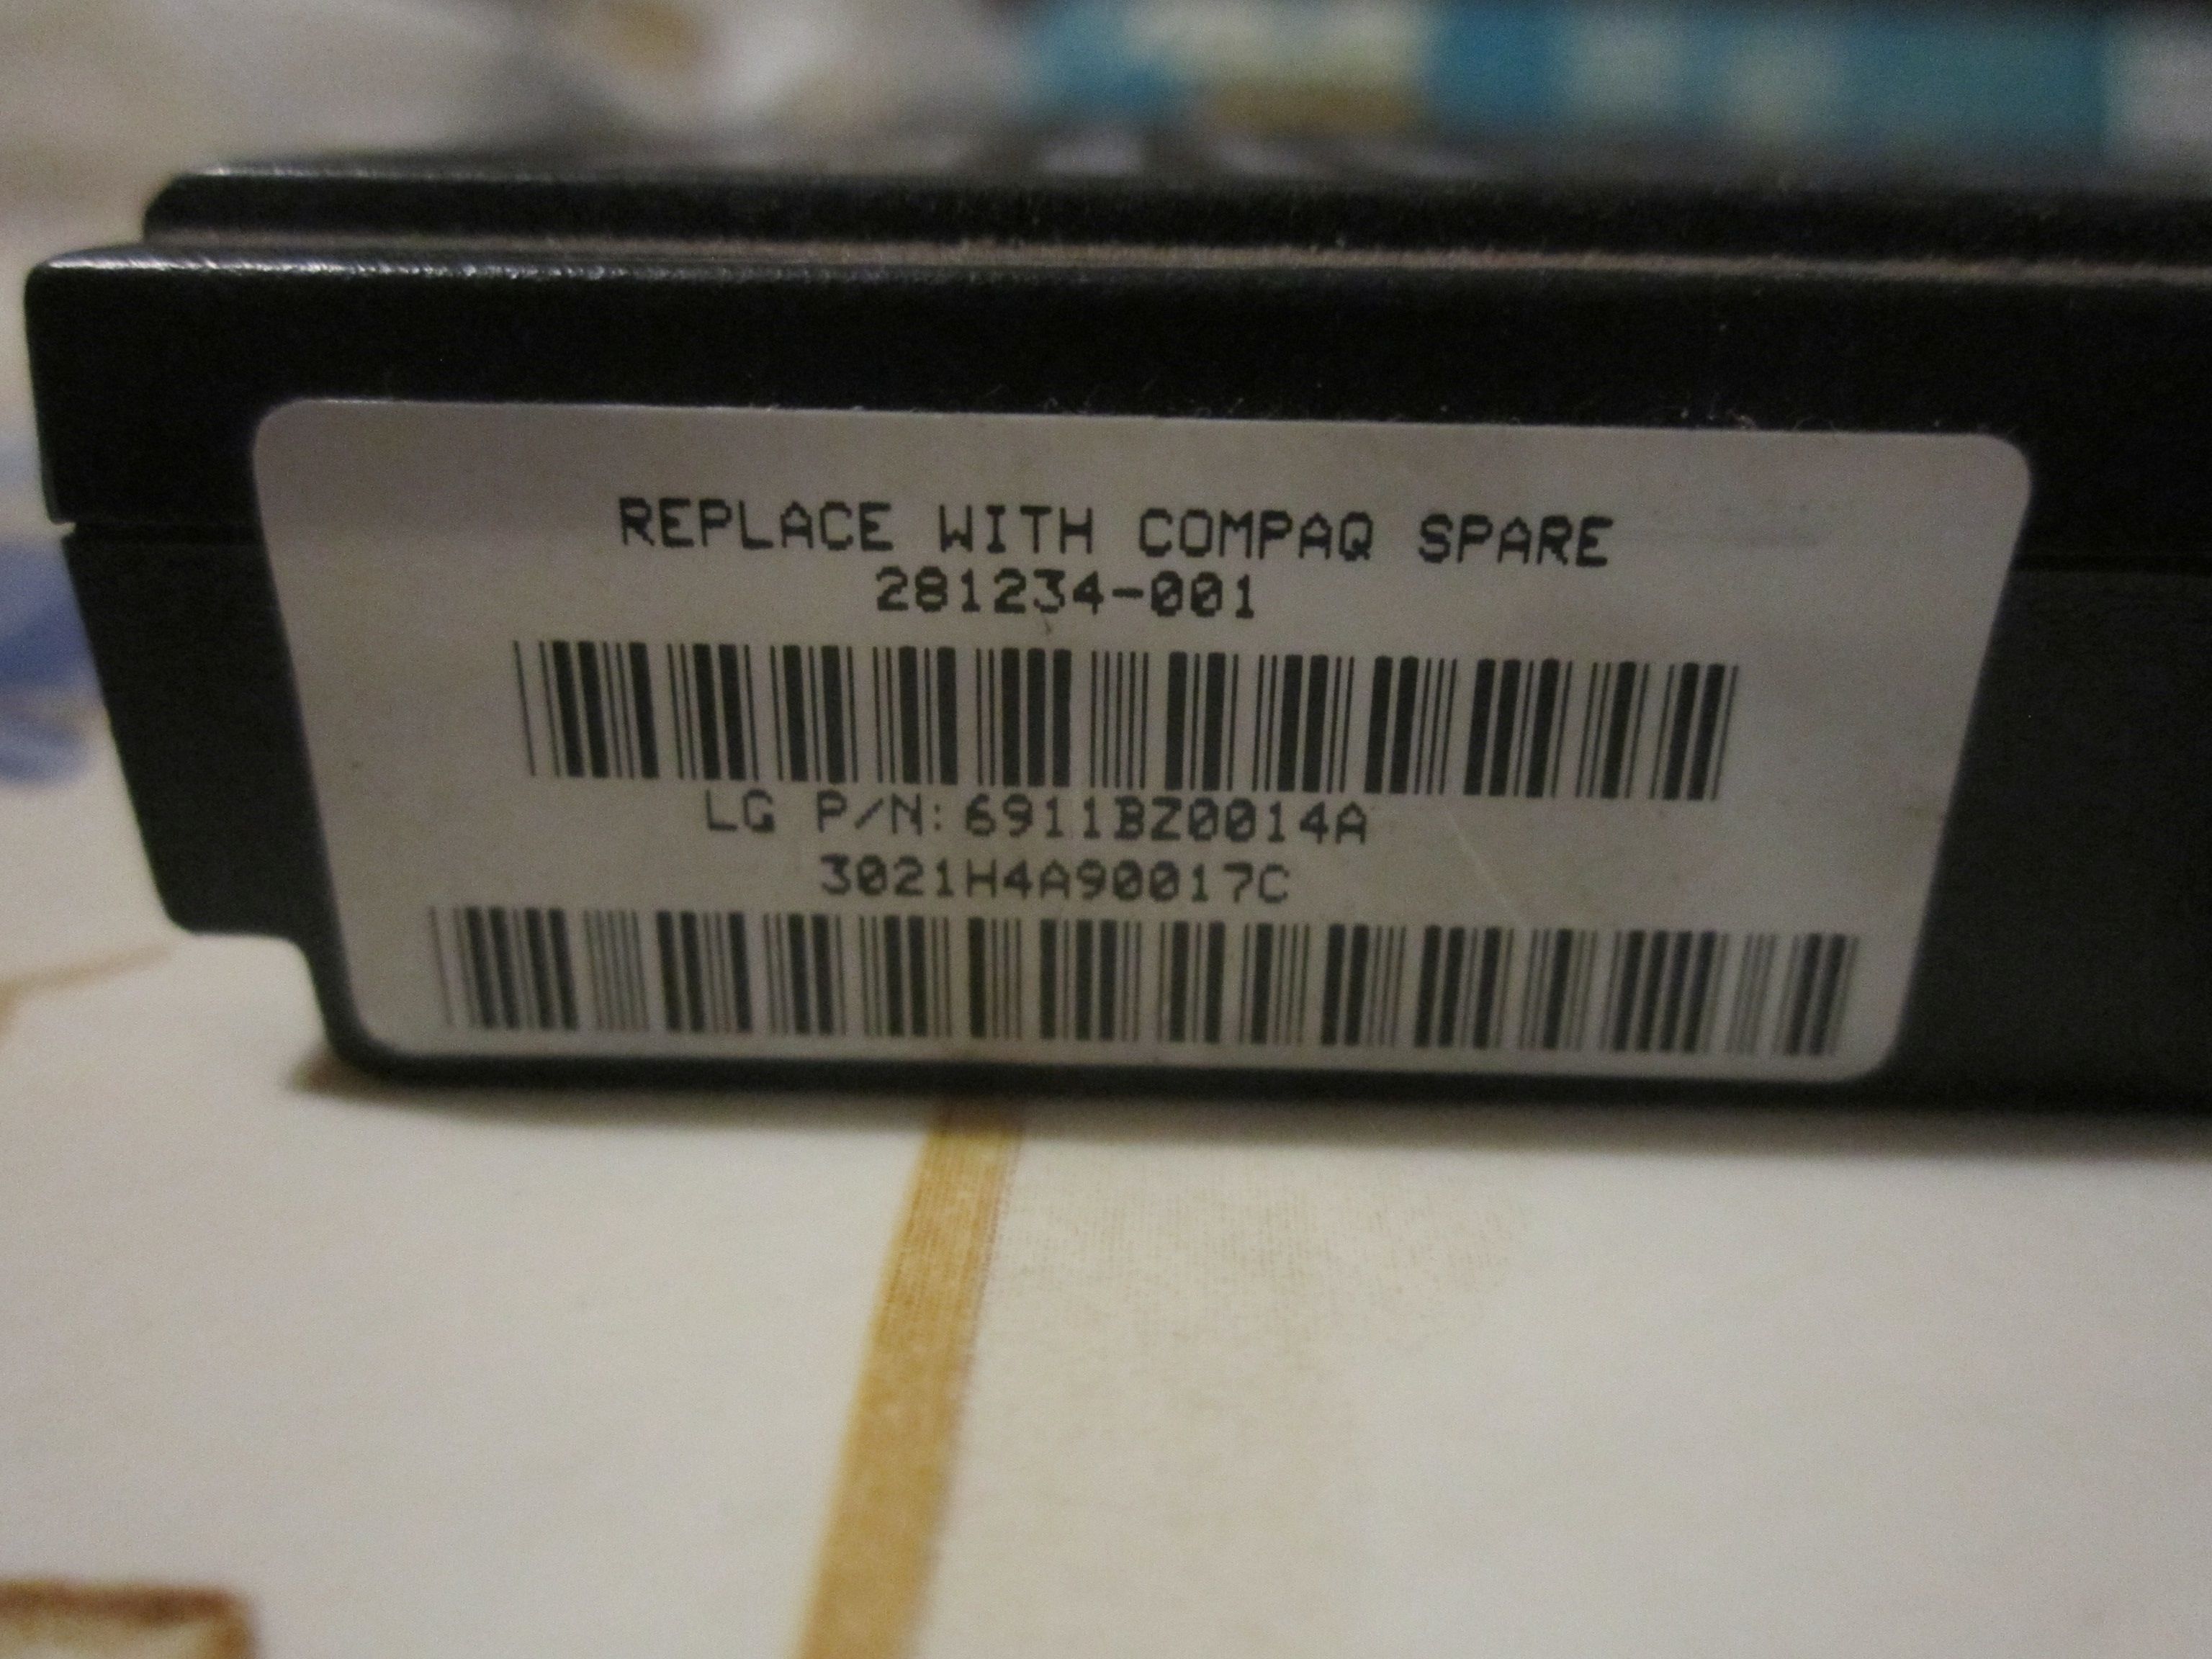 REPLACE WITH COMPAQ SPARE
281234-001
LG P/N:6911BZ0014A
3021H4A90017C